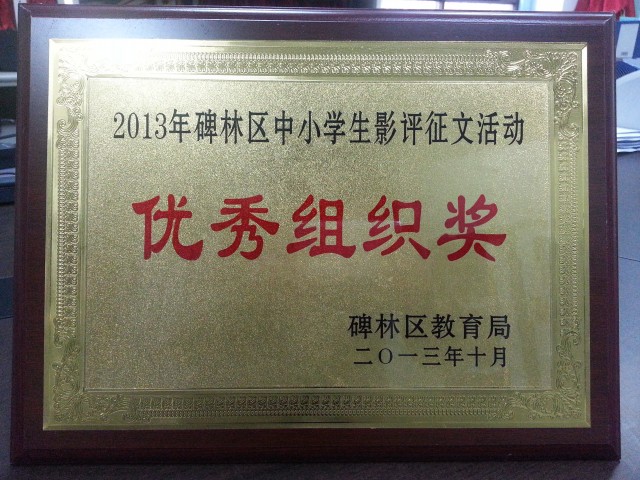 2013年碑林区中小学生影评征文活动
优秀组织奖
碑林区教育局
二〇一三年十月